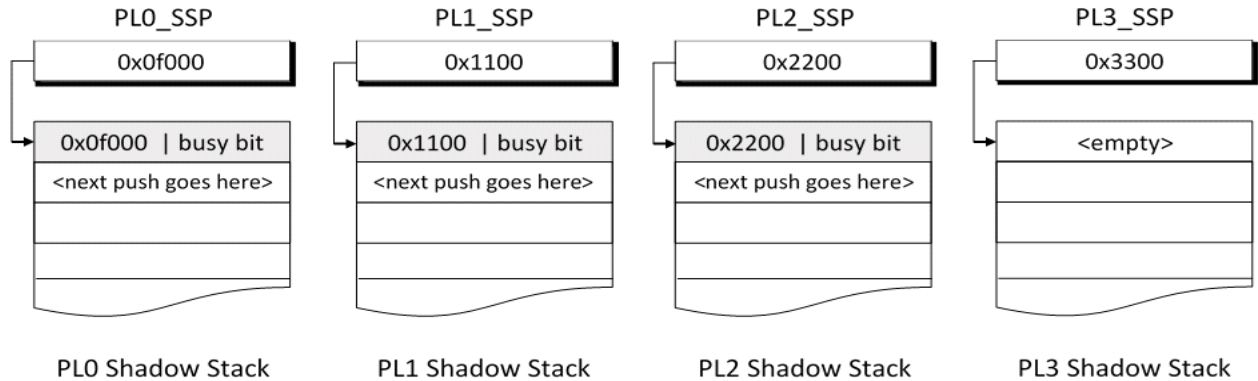 PL0_SSP PL1_SSP PL2_SSP PL3_SSP
0x0f000 0x1100 0x2200 0x3300
0x0f000 | busy bit 0x1100 | busy bit 0x2200 | busy bit <empty>
<next push goes here> <next push goes here> <next push goes here>
PL0 Shadow Stack PL1 Shadow Stack PL2 Shadow Stack PL3 Shadow Stack